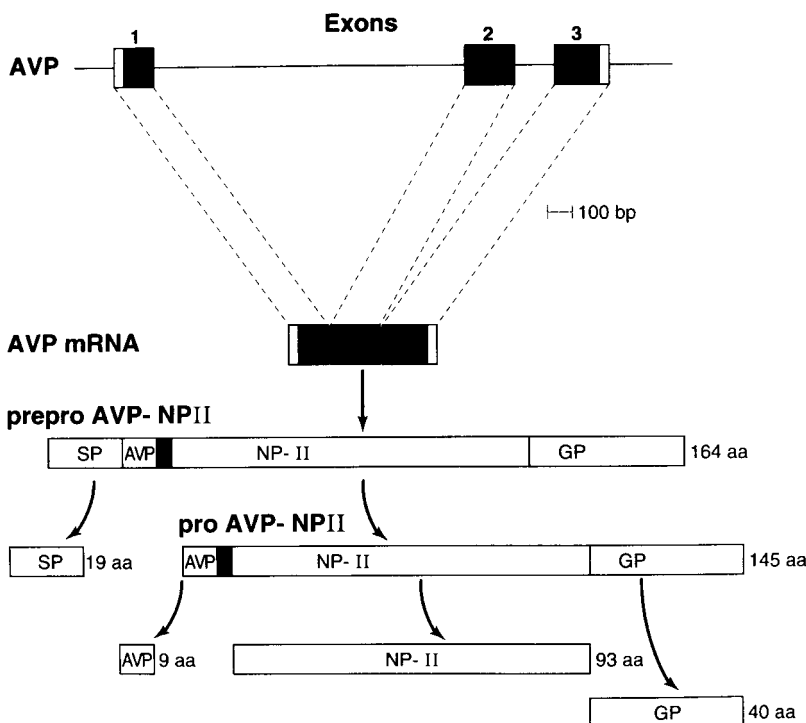 Exons
1 2 3
AVP
100 bp
AVP mRNA
prepro AVP- NPII
SP AVP NP- II GP 164 aa
pro AVP- NPII
SP 19 aa AVP NP- II GP 145 aa
AVP 9 aa NP- II 93 aa
GP 40 aa